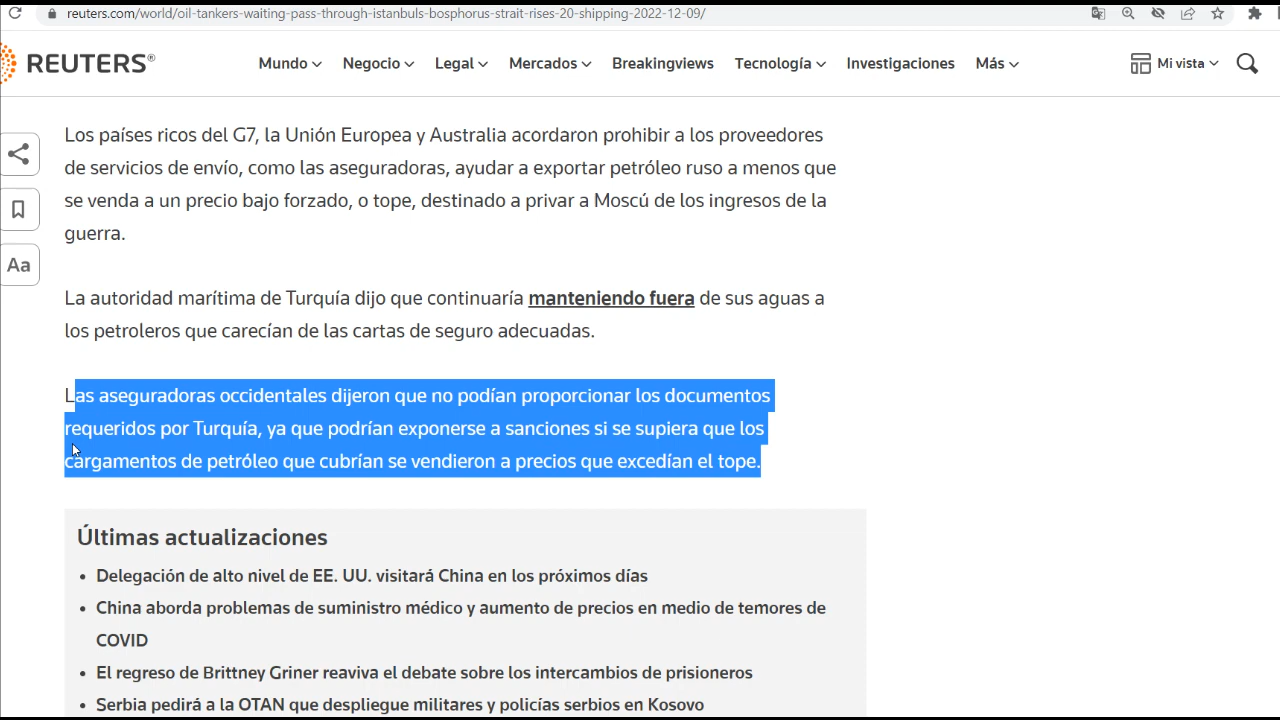 reuters.com/world/oil-tankers-waiting-pass-through-istanbuls-bosphorus-strait-rises-20-shipping-2022-12-09/
REUTERS®
Mundo
Negocio
Legal
Mercados
Breakingviews
Tecnología
Investigaciones
Más
Mi vista
Los países ricos del G7, la Unión Europea y Australia acordaron prohibir a los proveedores
de servicios de envío, como las aseguradoras, ayudar a exportar petróleo ruso a menos que
se venda a un precio bajo forzado, o tope, destinado a privar a Moscú de los ingresos de la
guerra.
Aa
La autoridad marítima de Turquía dijo que continuaría manteniendo fuera de sus aguas a
los petroleros que carecían de las cartas de seguro adecuadas.
Las aseguradoras occidentales dijeron que no podían proporcionar los documentos
requeridos por Turquía, ya que podrían exponerse a sanciones si se supiera que los
cargamentos de petróleo que cubrían se vendieron a precios que excedían el tope.
Últimas actualizaciones
• Delegación de alto nivel de EE. UU. visitará China en los próximos días
• China aborda problemas de suministro médico y aumento de precios en medio de temores de
COVID
• El regreso de Brittney Griner reaviva el debate sobre los intercambios de prisioneros
• Serbia pedirá a la OTAN que despliegue militares y policías serbios en Kosovo